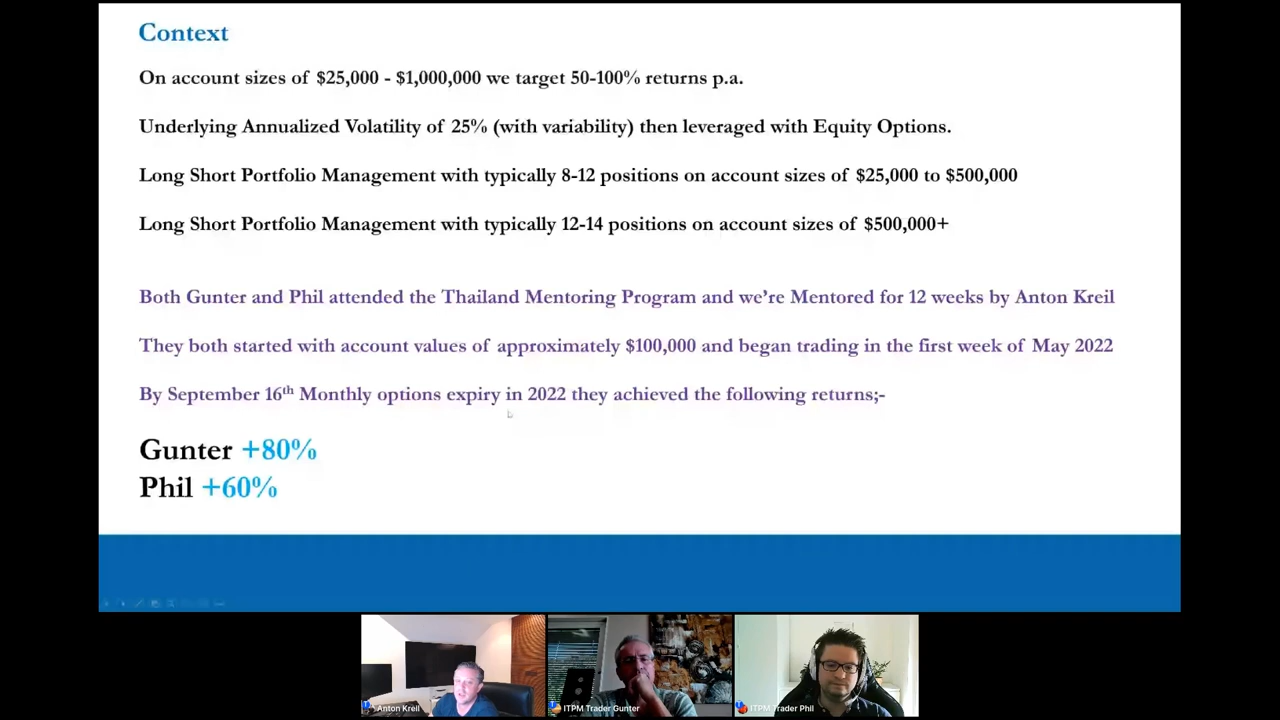 Context
On account sizes of $25,000 - $1,000,000 we target 50-100% returns p.a.
Underlying Annualized Volatility of 25% (with variability) then leveraged with Equity Options.
Long Short Portfolio Management with typically 8-12 positions on account sizes of $25,000 to $500,000
Long Short Portfolio Management with typically 12-14 positions on account sizes of $500,000+
Both Gunter and Phil attended the Thailand Mentoring Program and we're Mentored for 12 weeks by Anton Kreil
They both started with account values of approximately $100,000 and began trading in the first week of May 2022
By September 16th Monthly options expiry in 2022 they achieved the following returns;-
Gunter +80%
Phil +60%
Anton Kreil
ITPM Trader Gunter
ITPM Trader Phil